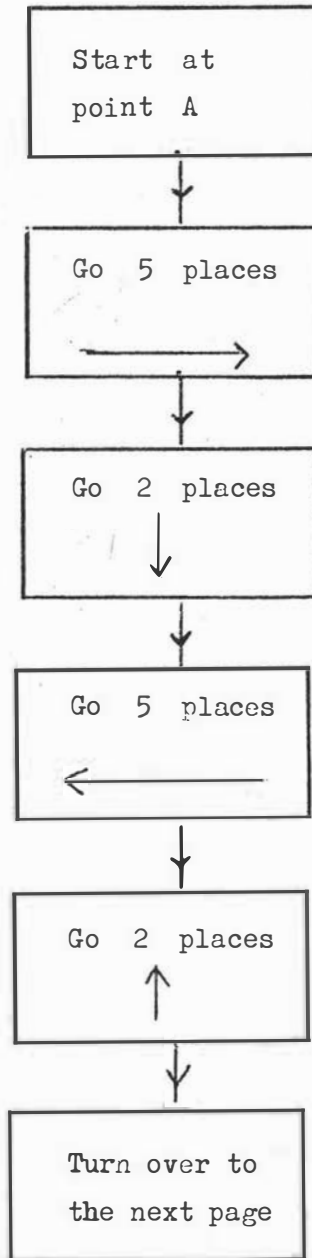 Start at
point A
Go 5 places
Go 2 places
Go 5 places
Go 2 places
Turn over to
the next page